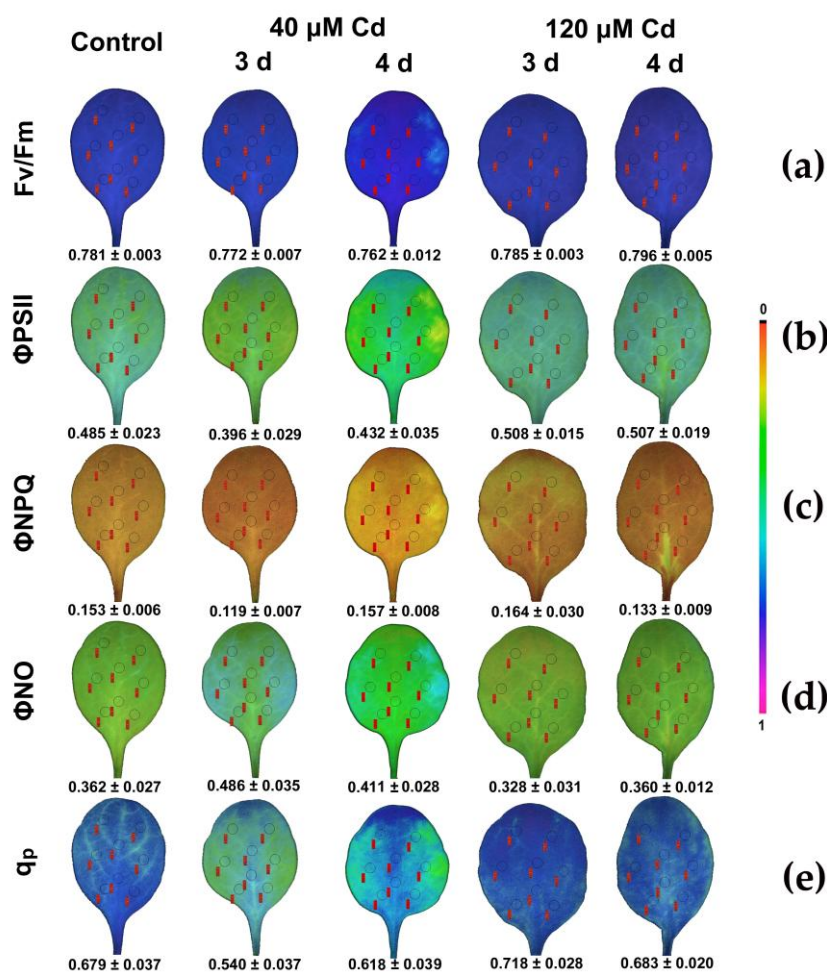 40 µM Cd 120 µM Cd
Control 3 d 4 d 3 d 4 d
Fv/Fm (a)
0.781 ± 0.003 0.772 ± 0.007 0.762 ± 0.012 0.785 ± 0.003 0.796 ± 0.005
ΦPSII (b)
0
0.485 ± 0.023 0.396 ± 0.029 0.432 ± 0.035 0.508 ± 0.015 0.507 ± 0.019
ΦNPQ (c)
0.153 ± 0.006 0.119 ± 0.007 0.157 ± 0.008 0.164 ± 0.030 0.133 ± 0.009
ΦNO (d)
1
0.362 ± 0.027 0.486 ± 0.035 0.411 ± 0.028 0.328 ± 0.031 0.360 ± 0.012
qp (e)
0.679 ± 0.037 0.540 ± 0.037 0.618 ± 0.039 0.718 ± 0.028 0.683 ± 0.020